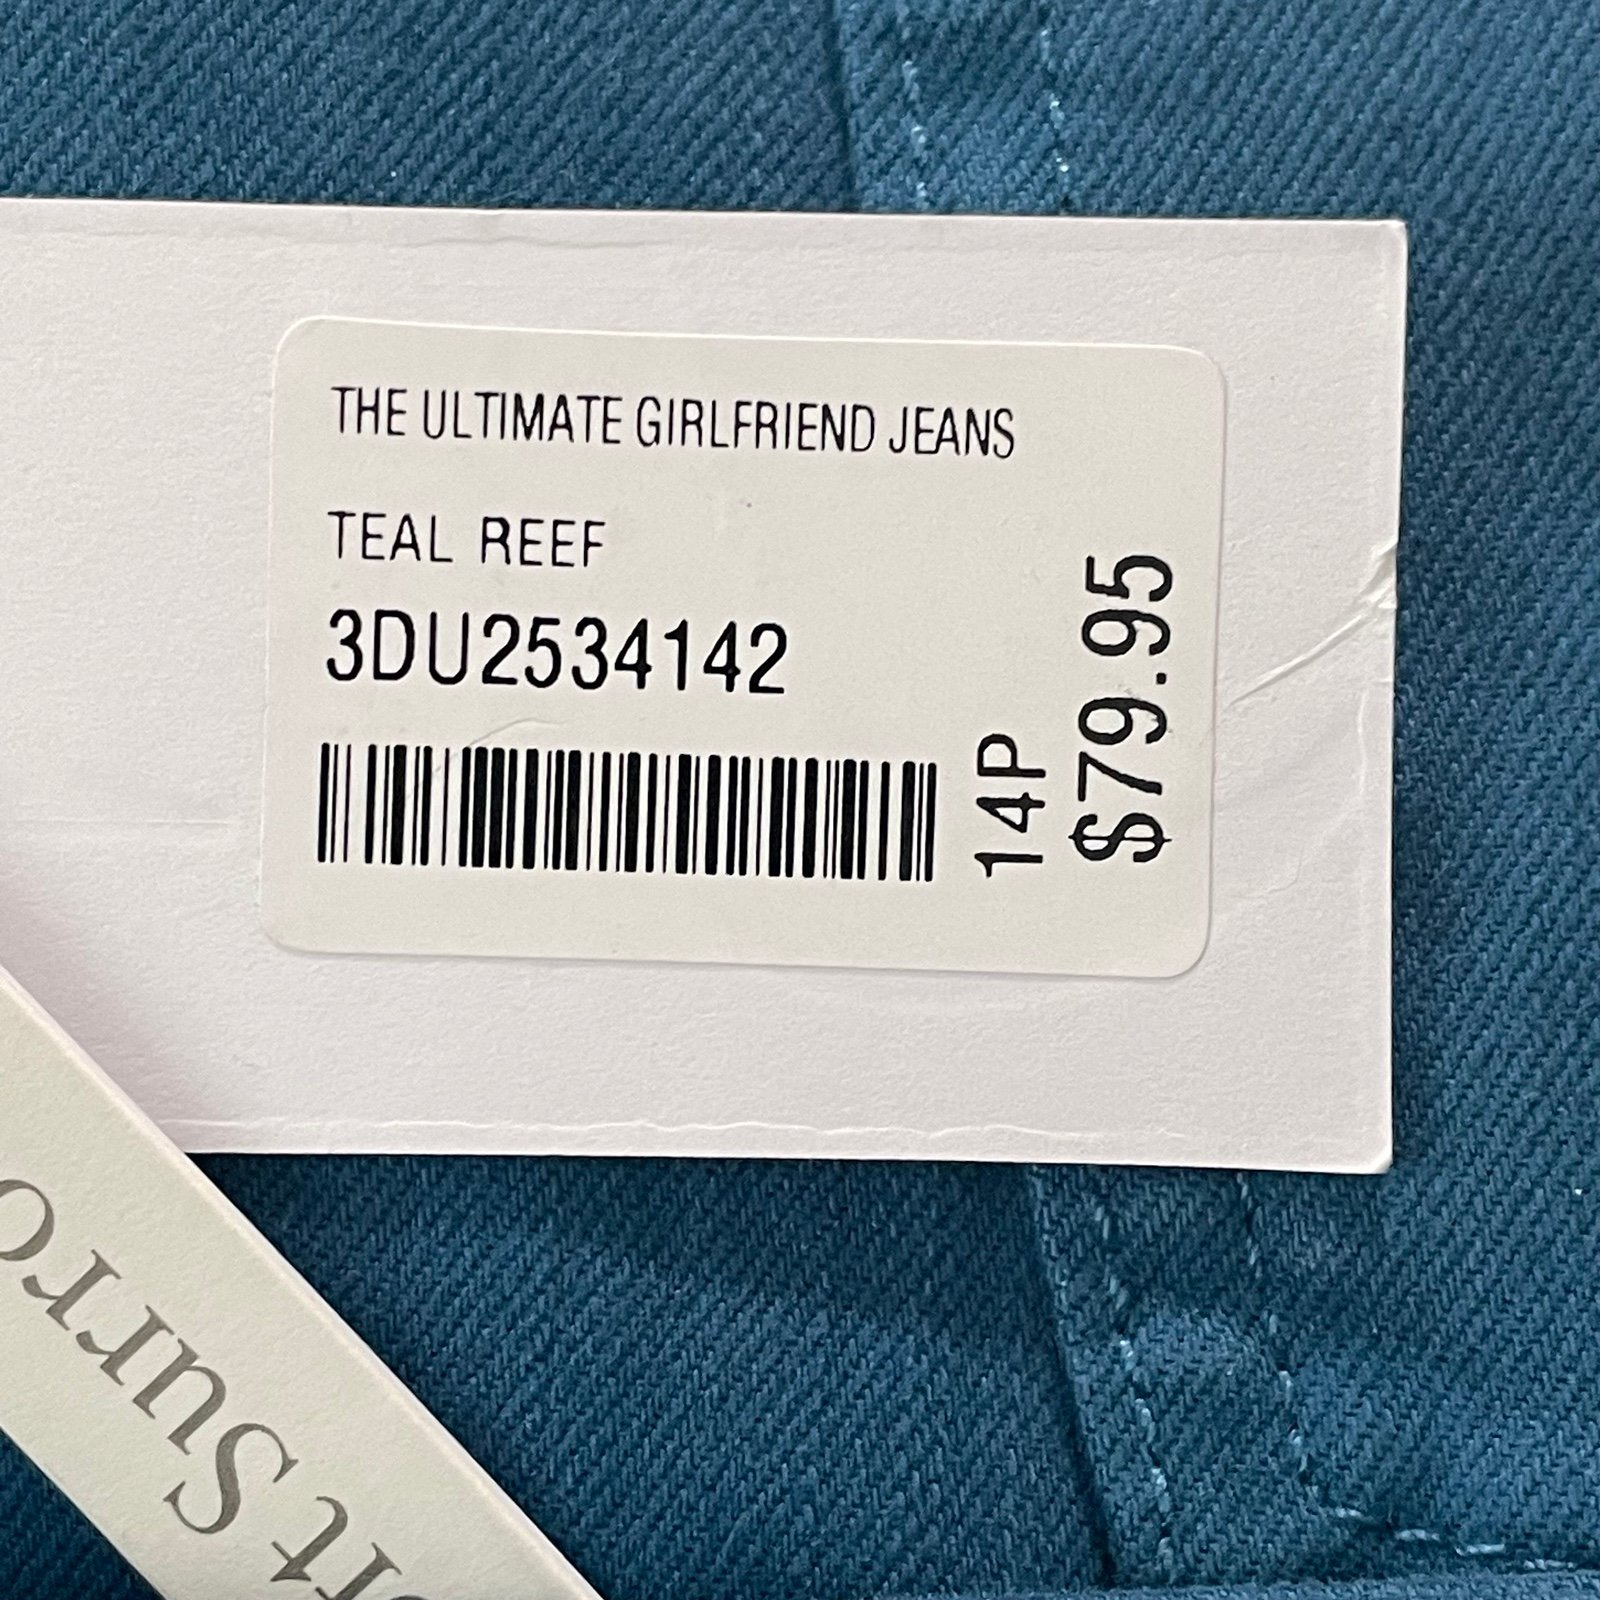 THE ULTIMATE GIRLFRIEND JEANS
TEAL REEF
3DU2534142
14P
$79.95